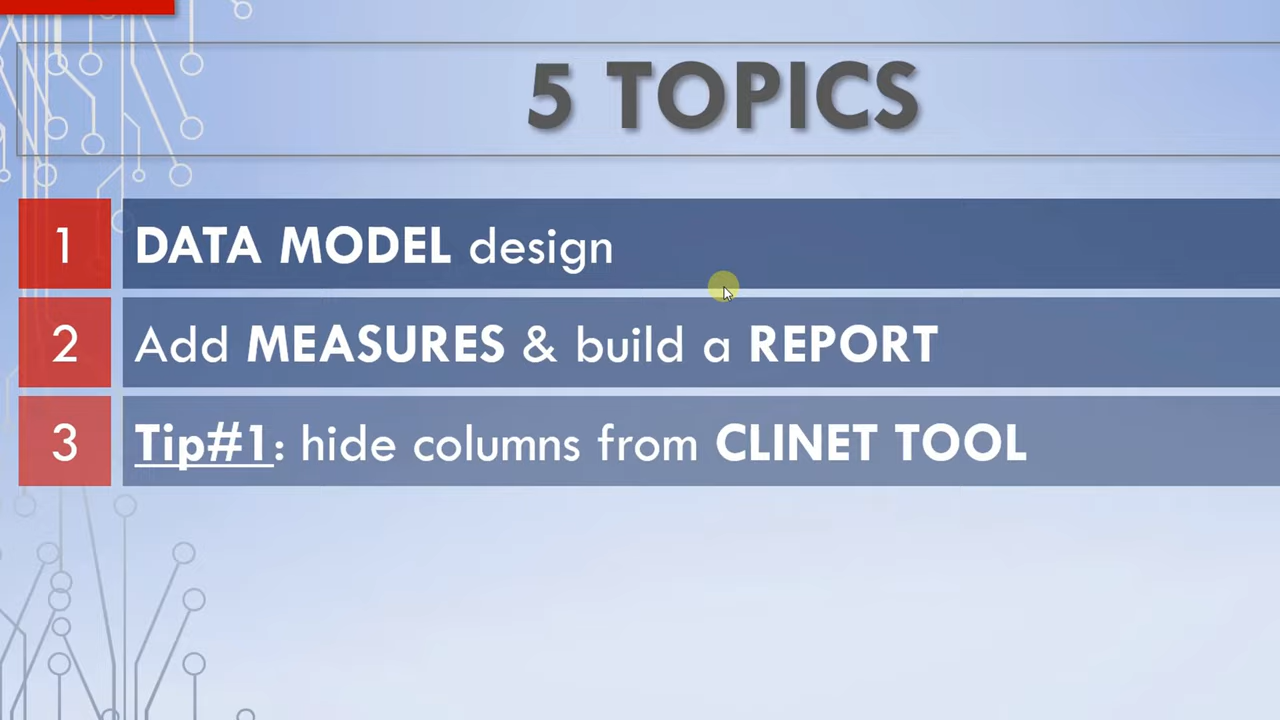 5 TOPICS
1 DATA MODEL design
2 Add MEASURES & build a REPORT
3 Tip#1: hide columns from CLINET TOOL